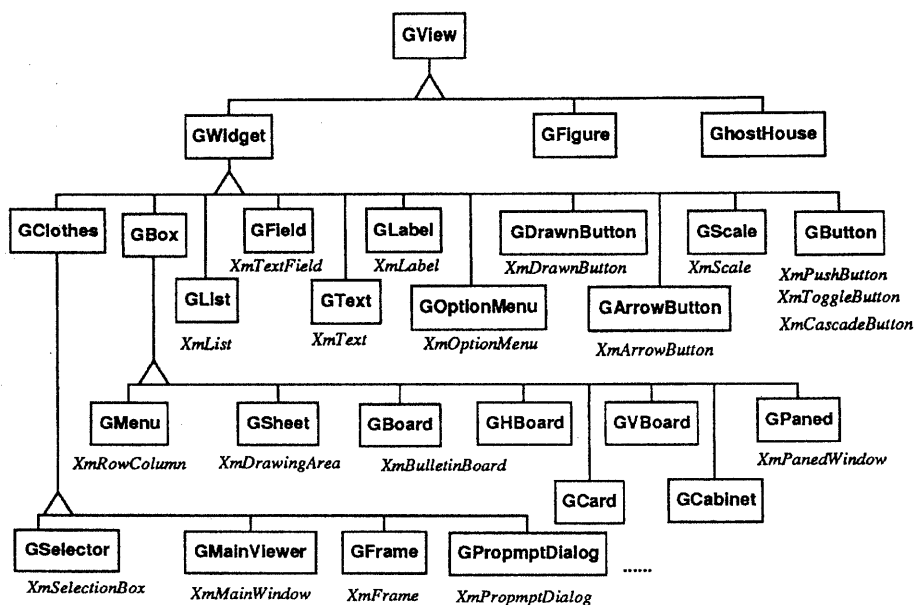 GView
GWidget GFigure GhostHouse
GClothes GBox GField GLabel GDrawnButton GScale GButton
XmTextField XmLabel XmDrawnButton XmScale XmPushButton
GList GText GOptionMenu GArrowButton XmToggleButton
XmCascadeButton
XmList XmText XmOptionMenu XmArrowButton
GMenu GSheet GBoard GHBoard GVBoard GPaned
XmRowColumn XmDrawingArea XmBulletinBoard XmPanedWindow
GCard GCabinet
GSelector GMainViewer GFrame GPropmptDialog ......
XmSelectionBox XmMainWindow XmFrame XmPropmptDialog